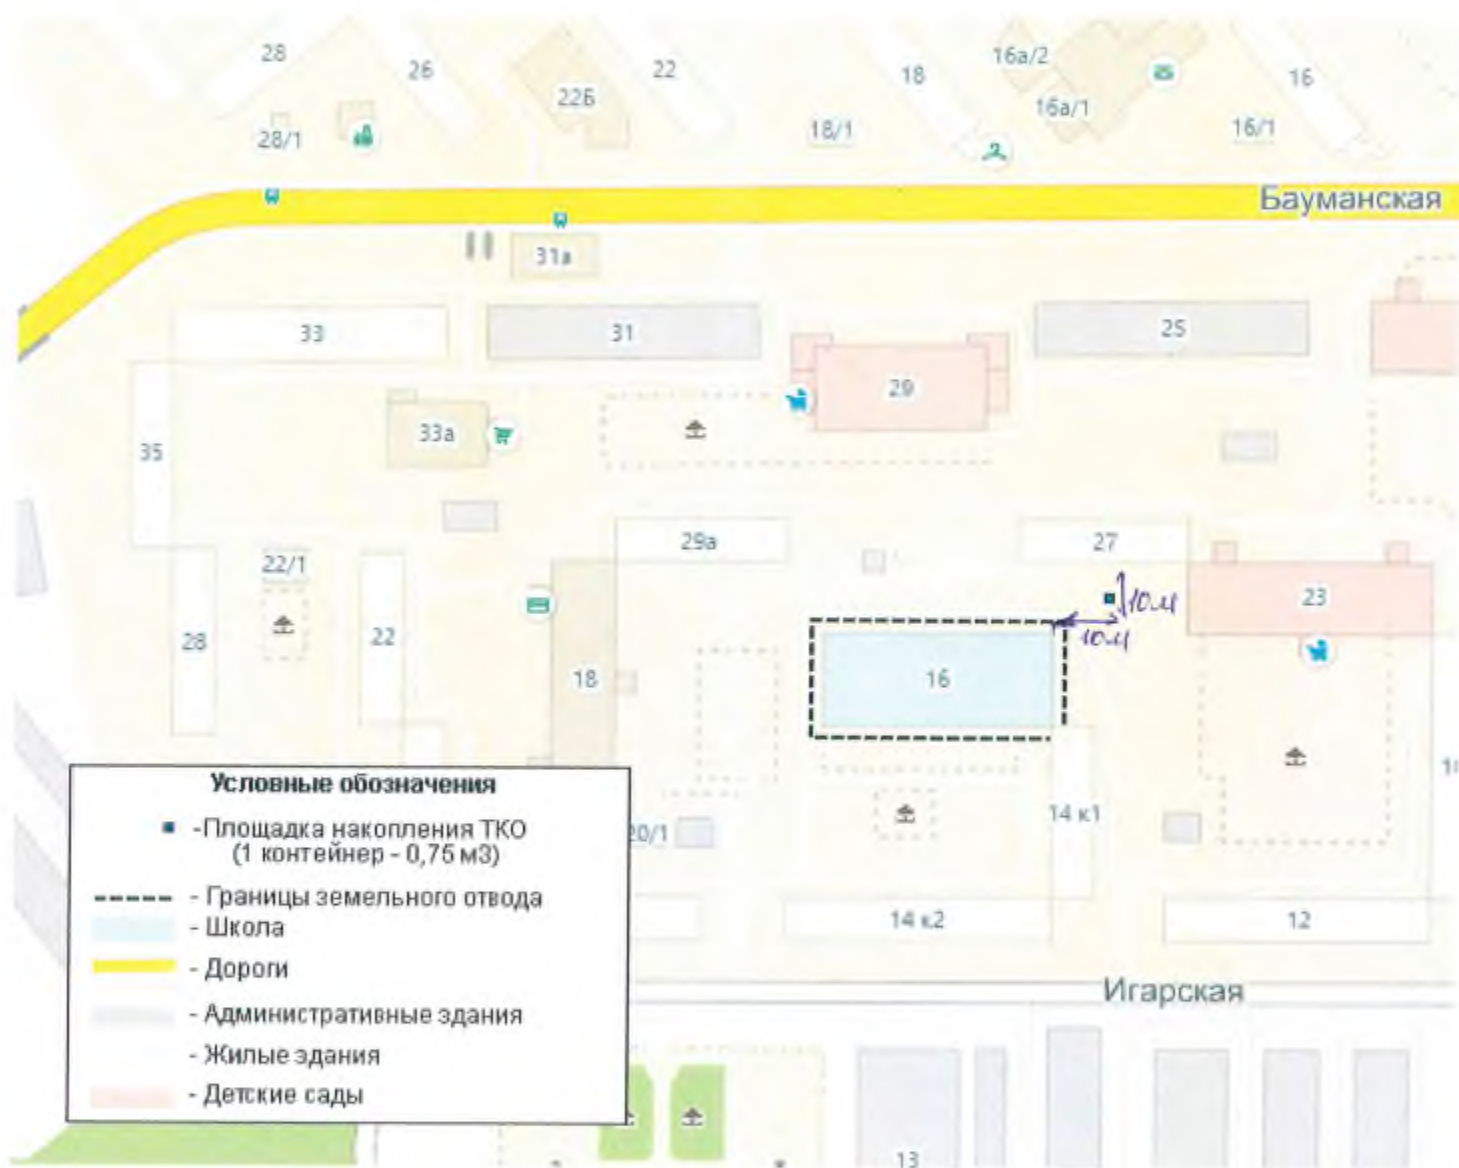 28
26
22Б
22
18
16а/2
16а/1
16
28/1
18/1
16/1
Бауманская
31а
33
31
25
29
33а
35
29а
27
22/1
10м
23
10м
28
22
18
16
Условные обозначения
-Площадка накопления ТКО
(1 контейнер - 0,75 м3)
- Границы земельного отвода
- Школа
- Дороги
- Административные здания
- Жилые здания
- Детские сады
20/1
14 к1
14 к2
12
Игарская
13